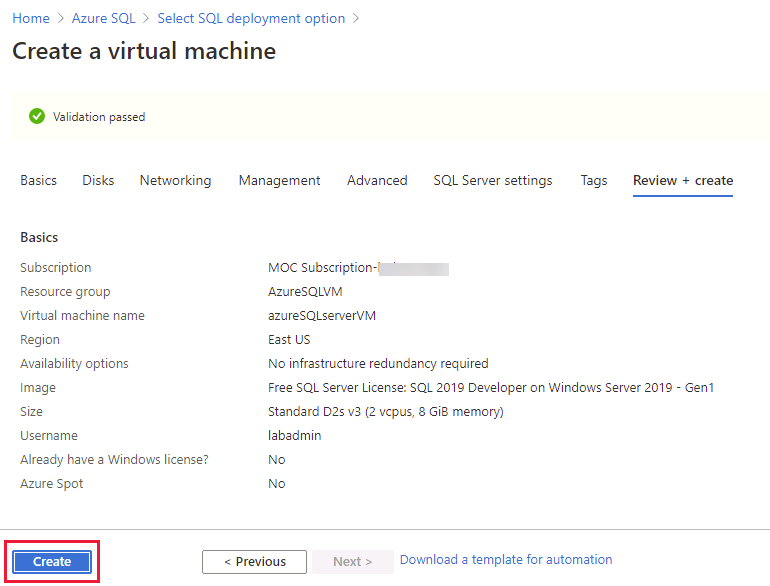 Home > Azure SQL > Select SQL deployment option >
Create a virtual machine
Validation passed
Basics Disks Networking Management Advanced SQL Server settings Tags Review + create
Basics
Subscription MOC Subscription-
Resource group AzureSQLVM
Virtual machine name azureSQLserverVM
Region East US
Availability options No infrastructure redundancy required
Image Free SQL Server License: SQL 2019 Developer on Windows Server 2019 - Gen1
Size Standard D2s v3 (2 vcpus, 8 GiB memory)
Username labadmin
Already have a Windows license? No
Azure Spot No
Create < Previous Next > Download a template for automation